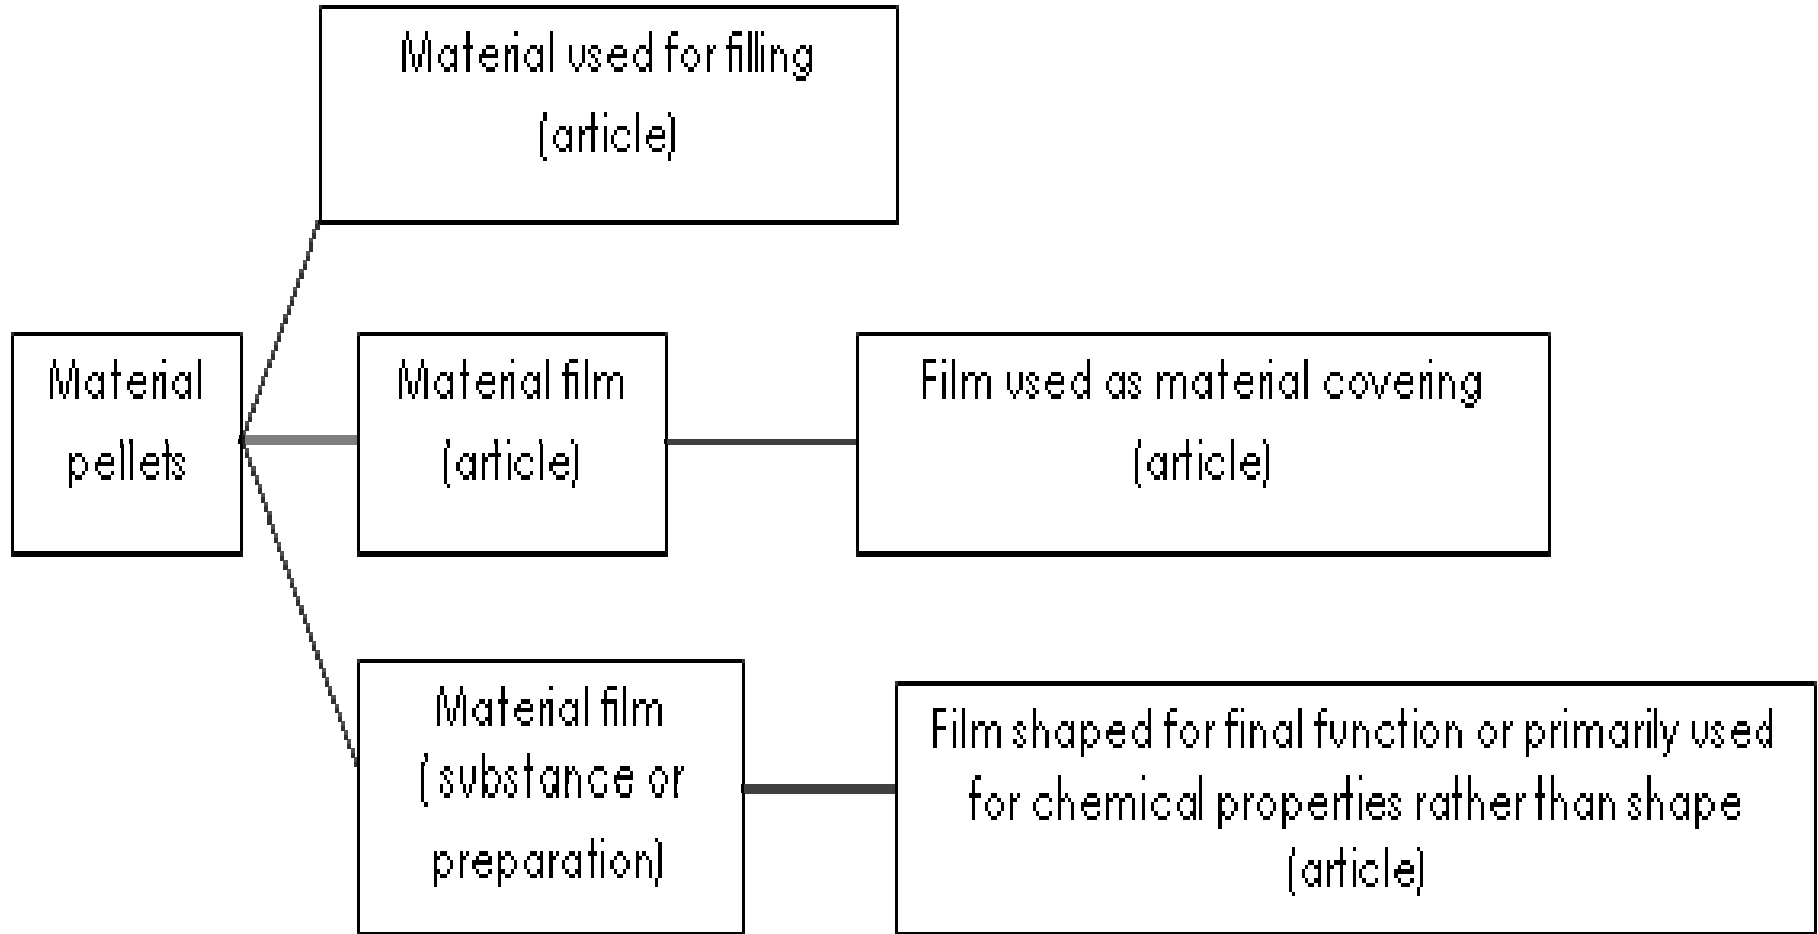 Material used for filling
(article)
Material
pellets
Material film
(article)
Film used as material covering
(article)
Material film
(substance or
preparation)
Film shaped for final function or primarily used
for chemical properties rather than shape
(article)